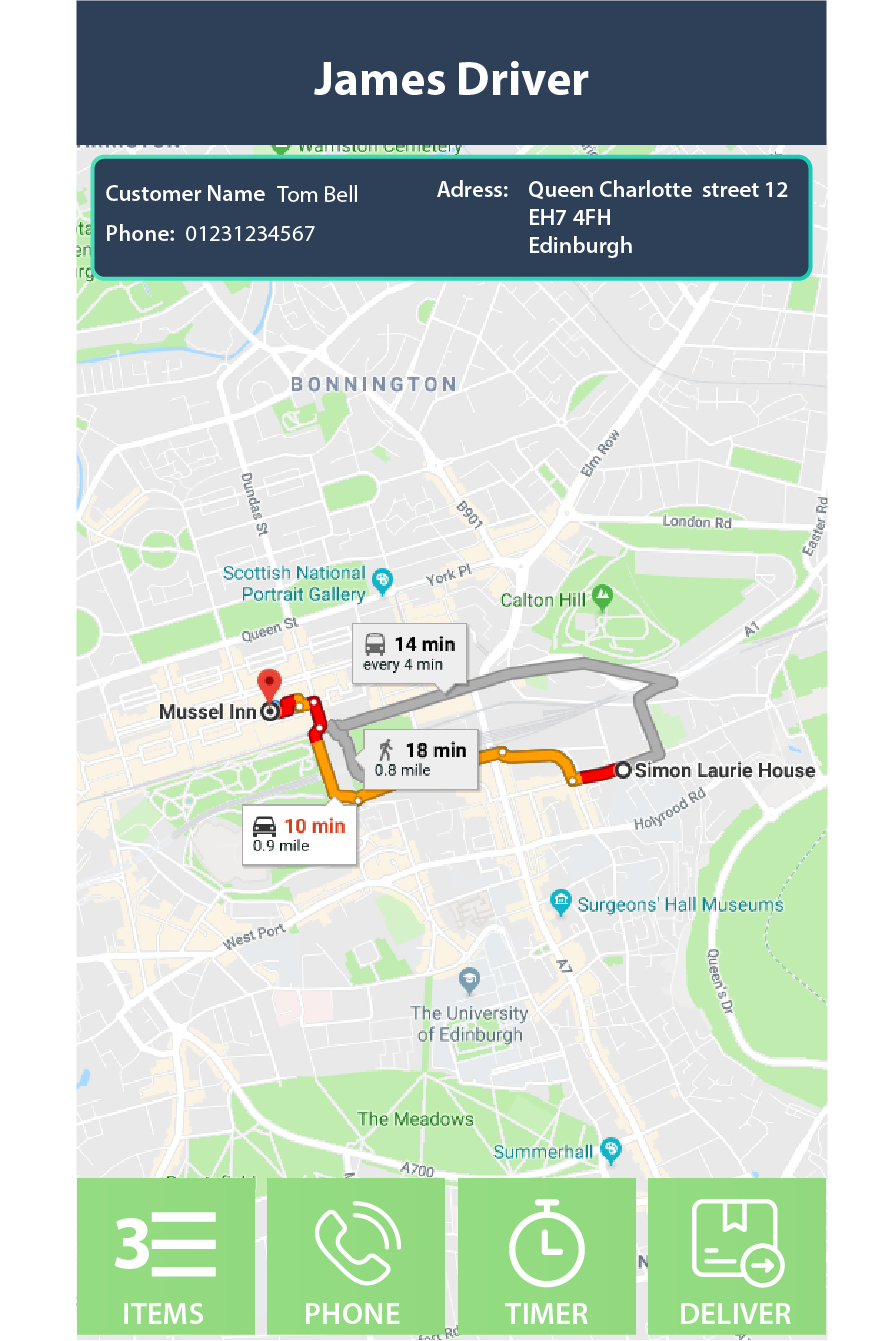 James Driver
Warriston Cemetery
Customer Name Tom Bell
Phone: 01231234567
Adress: Queen Charlotte street 12
EH7 4FH
Edinburgh
BONNINGTON
Elm Row
Dundas St
B901
London Rd
Easter Rd
Scottish National
Portrait Gallery
York Pl
Calton Hill
Queen St
A1
14 min
every 4 min
Mussel Inn
18 min
0.8 mile
Simon Laurie House
10 min
0.9 mile
Holyrood Rd
Surgeons' Hall Museums
West Port
A7
Queen's Dr
The University
of Edinburgh
The Meadows
Summerhall
A700
3
ITEMS
PHONE
TIMER
DELIVER